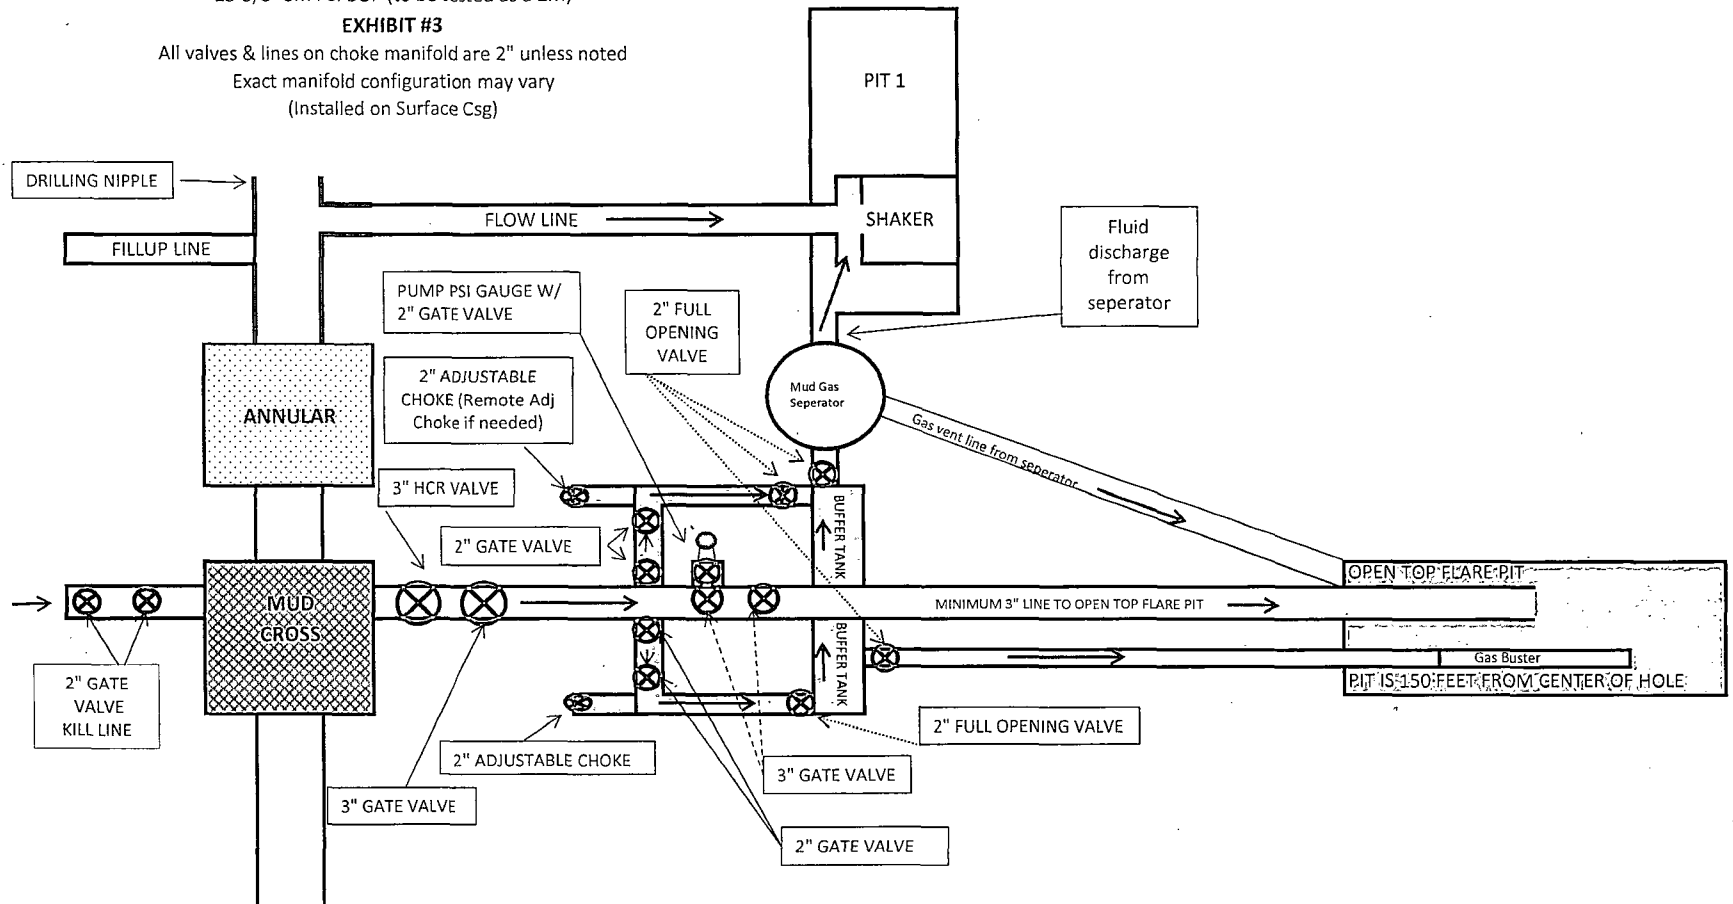 EXHIBIT #3
All valves & lines on choke manifold are 2" unless noted
Exact manifold configuration may vary
(Installed on Surface Csg)
PIT 1
DRILLING NIPPLE
FLOW LINE
SHAKER
FILLUP LINE
Fluid
discharge
from
seperator
PUMP PSI GAUGE W/
2" GATE VALVE
2" FULL
OPENING
VALVE
2" ADJUSTABLE
CHOKE (Remote Adj
Choke if needed)
Mud Gas
Seperator
ANNULAR
Gas vent line from seperator
3" HCR VALVE
BUFFER TANK
2" GATE VALVE
OPEN TOP FLARE PIT
MUD
CROSS
MINIMUM 3" LINE TO OPEN TOP FLARE PIT
BUFFER TANK
Gas Buster
PIT IS 150 FEET FROM CENTER OF HOLE
2" GATE
VALVE
KILL LINE
2" FULL OPENING VALVE
2" ADJUSTABLE CHOKE
3" GATE VALVE
3" GATE VALVE
2" GATE VALVE